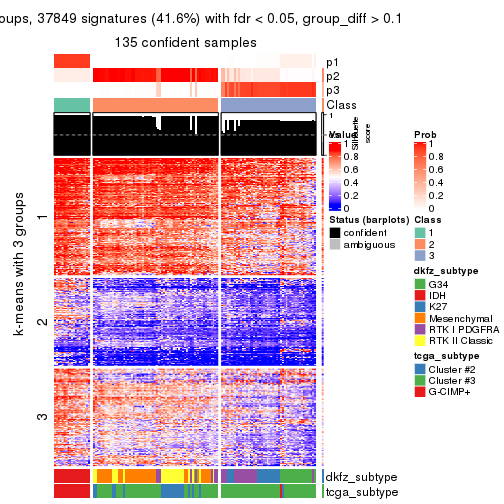 oups, 37849 signatures (41.6%) with fdr < 0.05, group_diff > 0.1
135 confident samples
p1
p2
p3
Class
1
Silhouette
score
k-means with 3 groups
1
2
3
dkfz_subtype
tcga_subtype
Value
1
0.8
0.6
0.4
0.2
0
Status (barplots)
confident
ambiguous
Prob
1
0.8
0.6
0.4
0.2
0
Class
1
2
3
dkfz_subtype
G34
IDH
K27
Mesenchymal
RTK I PDGFRA
RTK II Classic
tcga_subtype
Cluster #2
Cluster #3
G-CIMP+